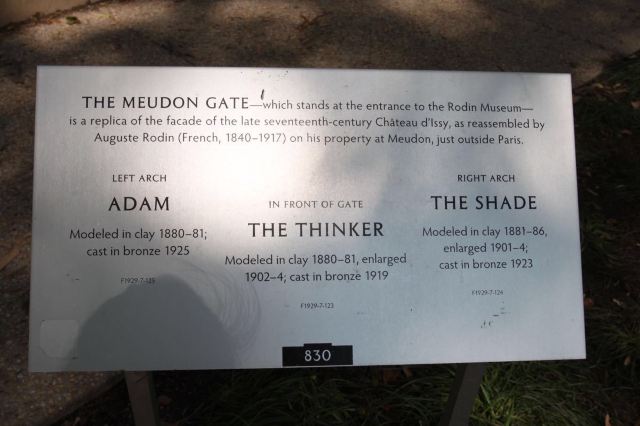 THE MEUDON GATE—which stands at the entrance to the Rodin Museum—
is a replica of the facade of the late seventeenth-century Château d'Issy, as reassembled by
Auguste Rodin (French, 1840–1917) on his property at Meudon, just outside Paris.
LEFT ARCH
ADAM
Modeled in clay 1880–81;
cast in bronze 1925
F1929-7-125
IN FRONT OF GATE
THE THINKER
Modeled in clay 1880–81, enlarged
1902–4; cast in bronze 1919
F1929-7-123
RIGHT ARCH
THE SHADE
Modeled in clay 1881–86,
enlarged 1901–4;
cast in bronze 1923
F1929-7-124
830